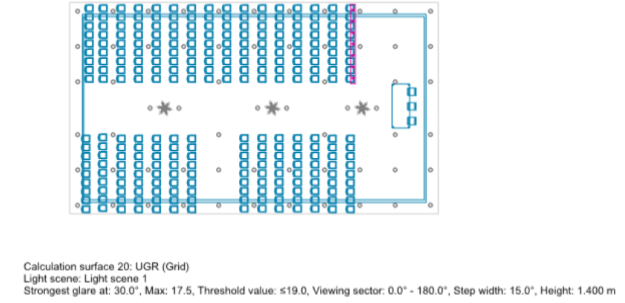 Calculation surface 20: UGR (Grid)
Light scene: Light scene 1
Strongest glare at: 30.0°, Max: 17.5, Threshold value: ≤19.0, Viewing sector: 0.0° - 180.0°, Step width: 15.0°, Height: 1.400 m